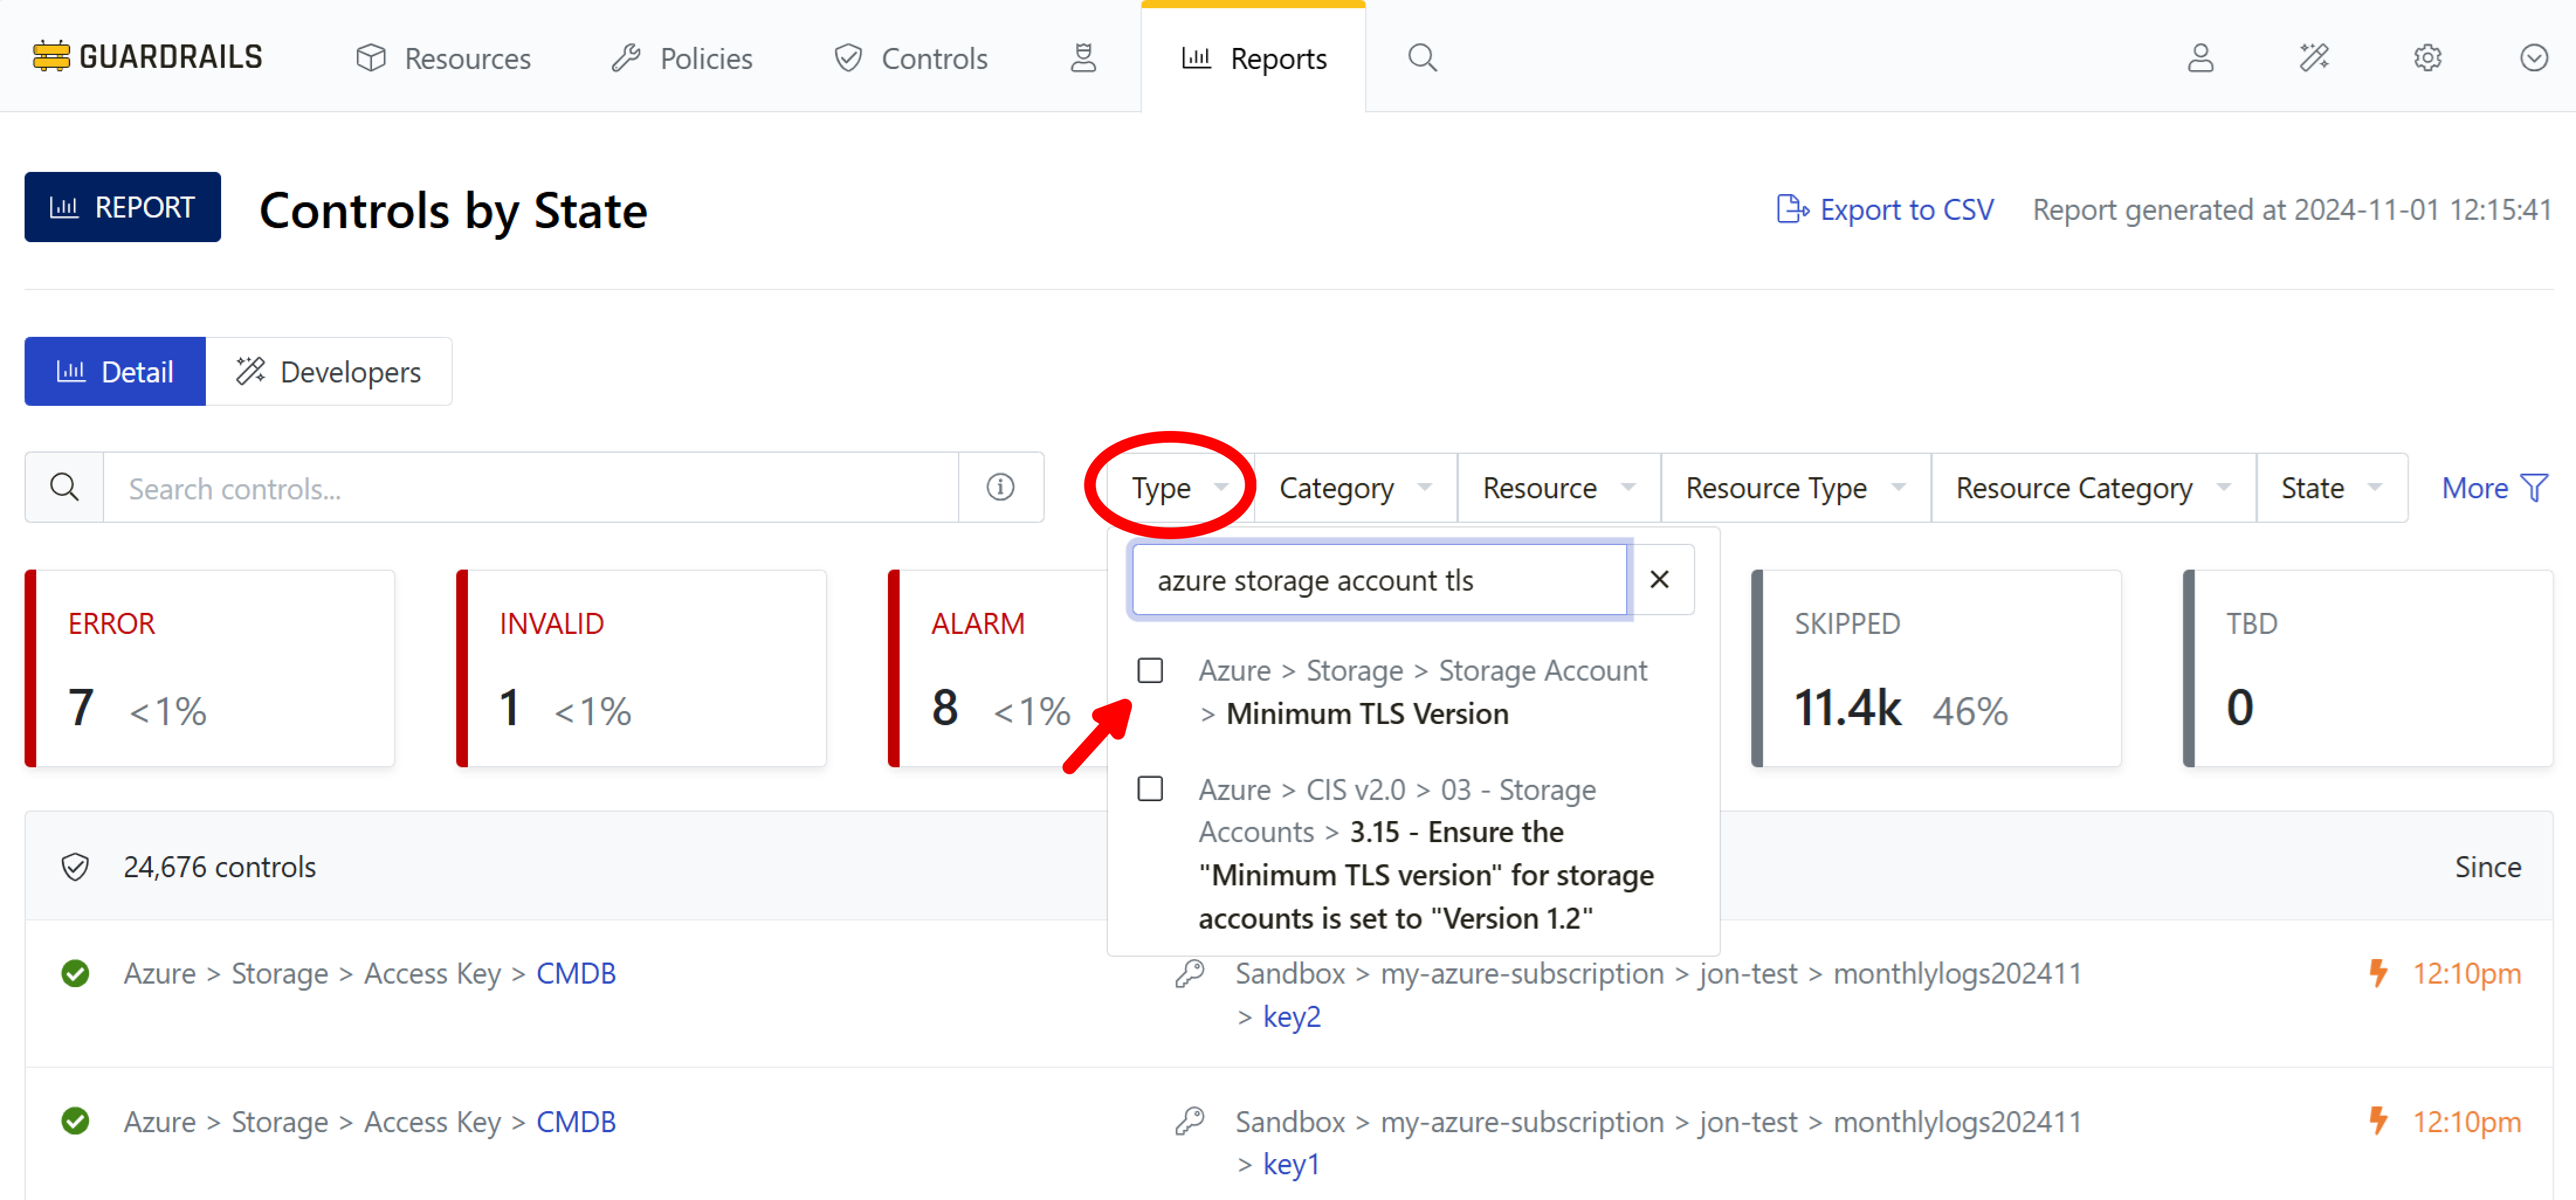 GUARDRAILS Resources Policies Controls Reports
REPORT Controls by State Export to CSV Report generated at 2024-11-01 12:15:41
Detail Developers
Search controls... Type Category Resource Resource Type Resource Category State More
azure storage account tls
ERROR INVALID ALARM SKIPPED TBD
7 <1% 1 <1% 8 <1% 11.4k 46% 0
Azure > Storage > Storage Account
> Minimum TLS Version
Azure > CIS v2.0 > 03 - Storage
Accounts > 3.15 - Ensure the
"Minimum TLS version" for storage
accounts is set to "Version 1.2"
24,676 controls Since
Azure > Storage > Access Key > CMDB Sandbox > my-azure-subscription > jon-test > monthlylogs202411 12:10pm
> key2
Azure > Storage > Access Key > CMDB Sandbox > my-azure-subscription > jon-test > monthlylogs202411 12:10pm
> key1